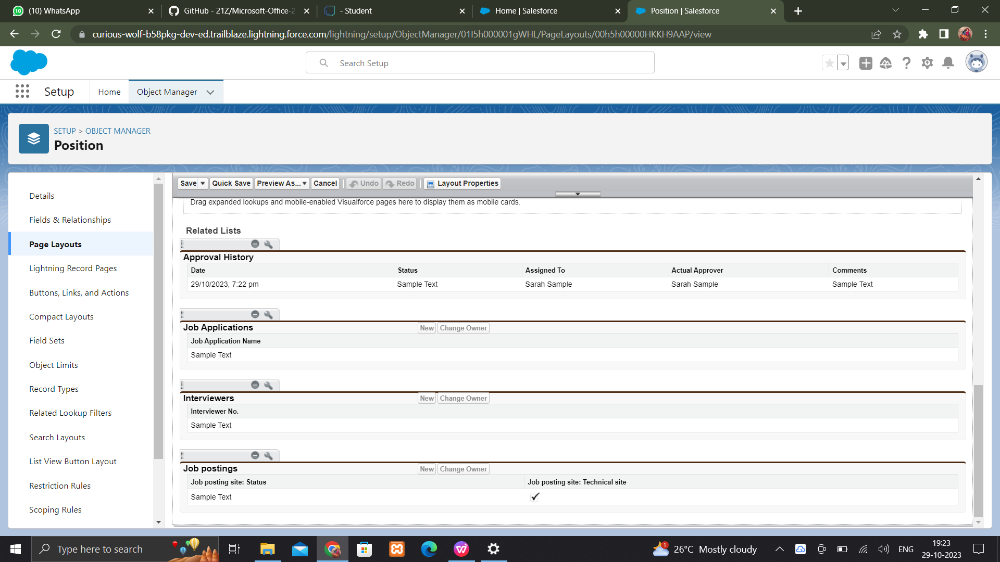 (10) WhatsApp
GitHub - 21Z/Microsoft-Office-2
- Student
Home | Salesforce
Position | Salesforce
curious-wolf-b58pkg-dev-ed.trailblaze.lightning.force.com/lightning/setup/ObjectManager/01I5h000001gWHL/PageLayouts/00h5h00000HKKH9AAP/view
Search Setup
Setup
Home
Object Manager
SETUP > OBJECT MANAGER
Position
Details
Fields & Relationships
Page Layouts
Lightning Record Pages
Buttons, Links, and Actions
Compact Layouts
Field Sets
Object Limits
Record Types
Related Lookup Filters
Search Layouts
List View Button Layout
Restriction Rules
Scoping Rules
Save Quick Save Preview As... Cancel Undo Redo Layout Properties
Drag expanded lookups and mobile-enabled Visualforce pages here to display them as mobile cards.
Related Lists
Approval History
Date Status Assigned To Actual Approver Comments
29/10/2023, 7:22 pm Sample Text Sarah Sample Sarah Sample Sample Text
Job Applications New Change Owner
Job Application Name
Sample Text
Interviewers New Change Owner
Interviewer No.
Sample Text
Job postings New Change Owner
Job posting site: Status Job posting site: Technical site
Sample Text
Type here to search
1
26°C Mostly cloudy
ENG
19:23
29-10-2023